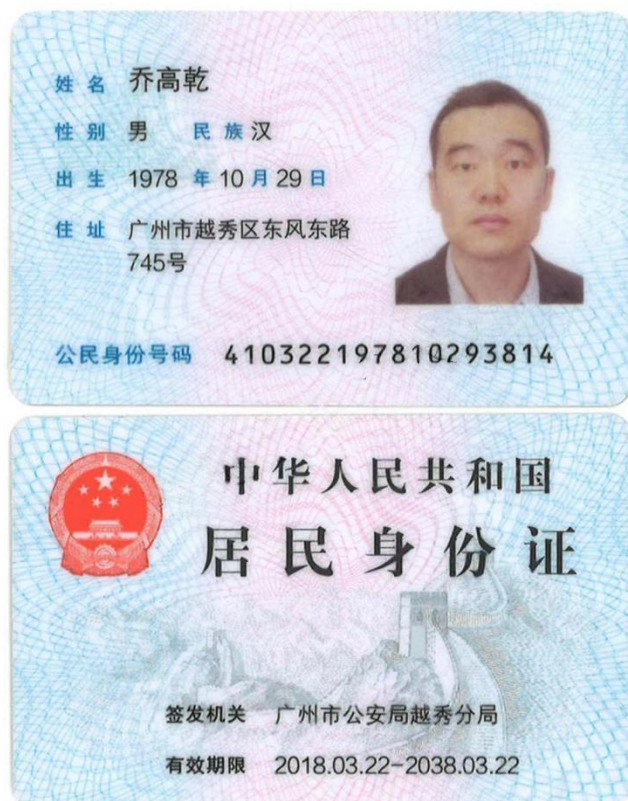 姓名 乔高乾
性别 男 民族 汉
出生 1978 年 10 月 29 日
住址 广州市越秀区东风东路
745号
公民身份号码 410322197810293814
中华人民共和国
居民身份证
签发机关 广州市公安局越秀分局
有效期限 2018.03.22-2038.03.22